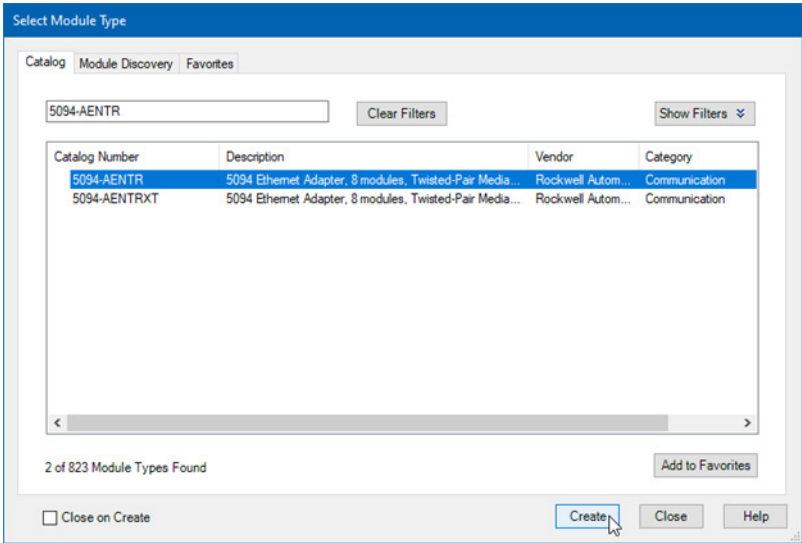 Select Module Type
Catalog Module Discovery Favorites
5094-AENTR Clear Filters Show Filters
Catalog Number Description Vendor Category
5094-AENTR 5094 Ethernet Adapter, 8 modules, Twisted-Pair Media... Rockwell Autom... Communication
5094-AENTRXT 5094 Ethernet Adapter, 8 modules, Twisted-Pair Media... Rockwell Autom... Communication
2 of 823 Module Types Found Add to Favorites
Close on Create Create Close Help